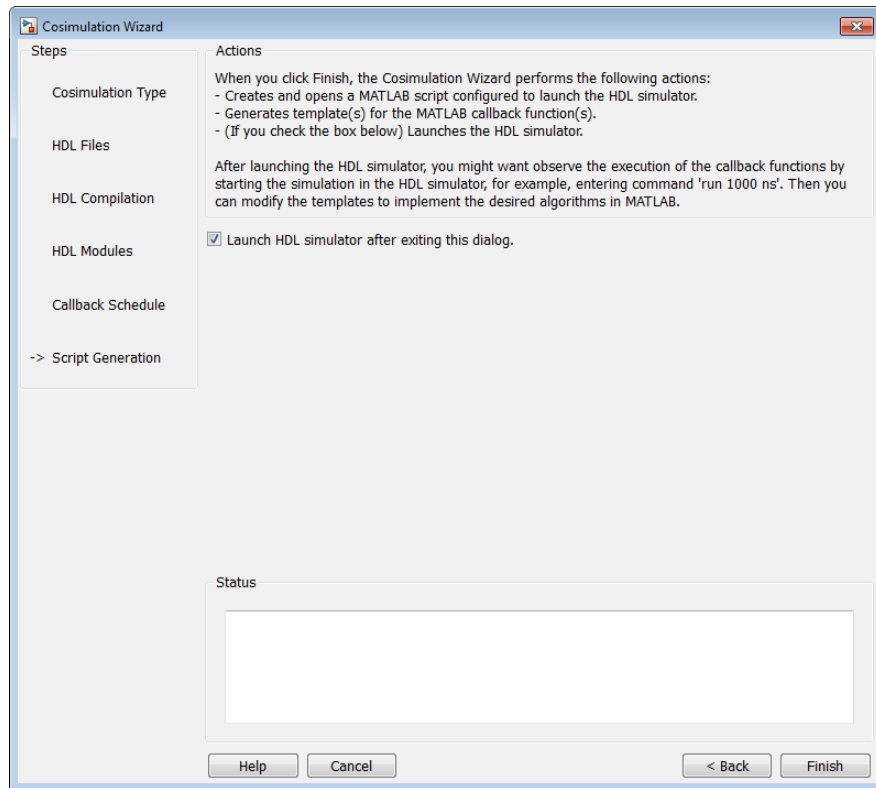 Cosimulation Wizard
Steps
Cosimulation Type
HDL Files
HDL Compilation
HDL Modules
Callback Schedule
-> Script Generation
Actions
When you click Finish, the Cosimulation Wizard performs the following actions:
- Creates and opens a MATLAB script configured to launch the HDL simulator.
- Generates template(s) for the MATLAB callback function(s).
- (If you check the box below) Launches the HDL simulator.
After launching the HDL simulator, you might want observe the execution of the callback functions by
starting the simulation in the HDL simulator, for example, entering command 'run 1000 ns'. Then you
can modify the templates to implement the desired algorithms in MATLAB.
Launch HDL simulator after exiting this dialog.
Status
Help
Cancel
< Back
Finish